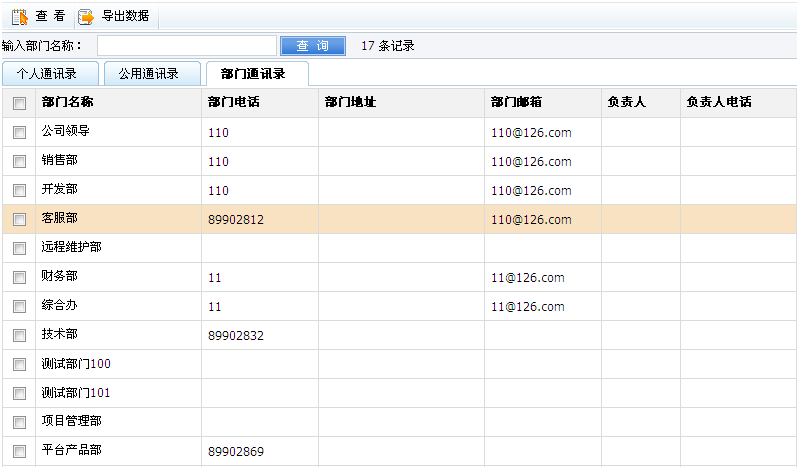 查 看 导出数据
输入部门名称： 查 询 17 条记录
个人通讯录 公用通讯录 部门通讯录
部门名称 部门电话 部门地址 部门邮箱 负责人 负责人电话
公司领导 110 110@126.com
销售部 110 110@126.com
开发部 110 110@126.com
客服部 89902812 110@126.com
远程维护部
财务部 11 11@126.com
综合办 11 11@126.com
技术部 89902832
测试部门100
测试部门101
项目管理部
平台产品部 89902869